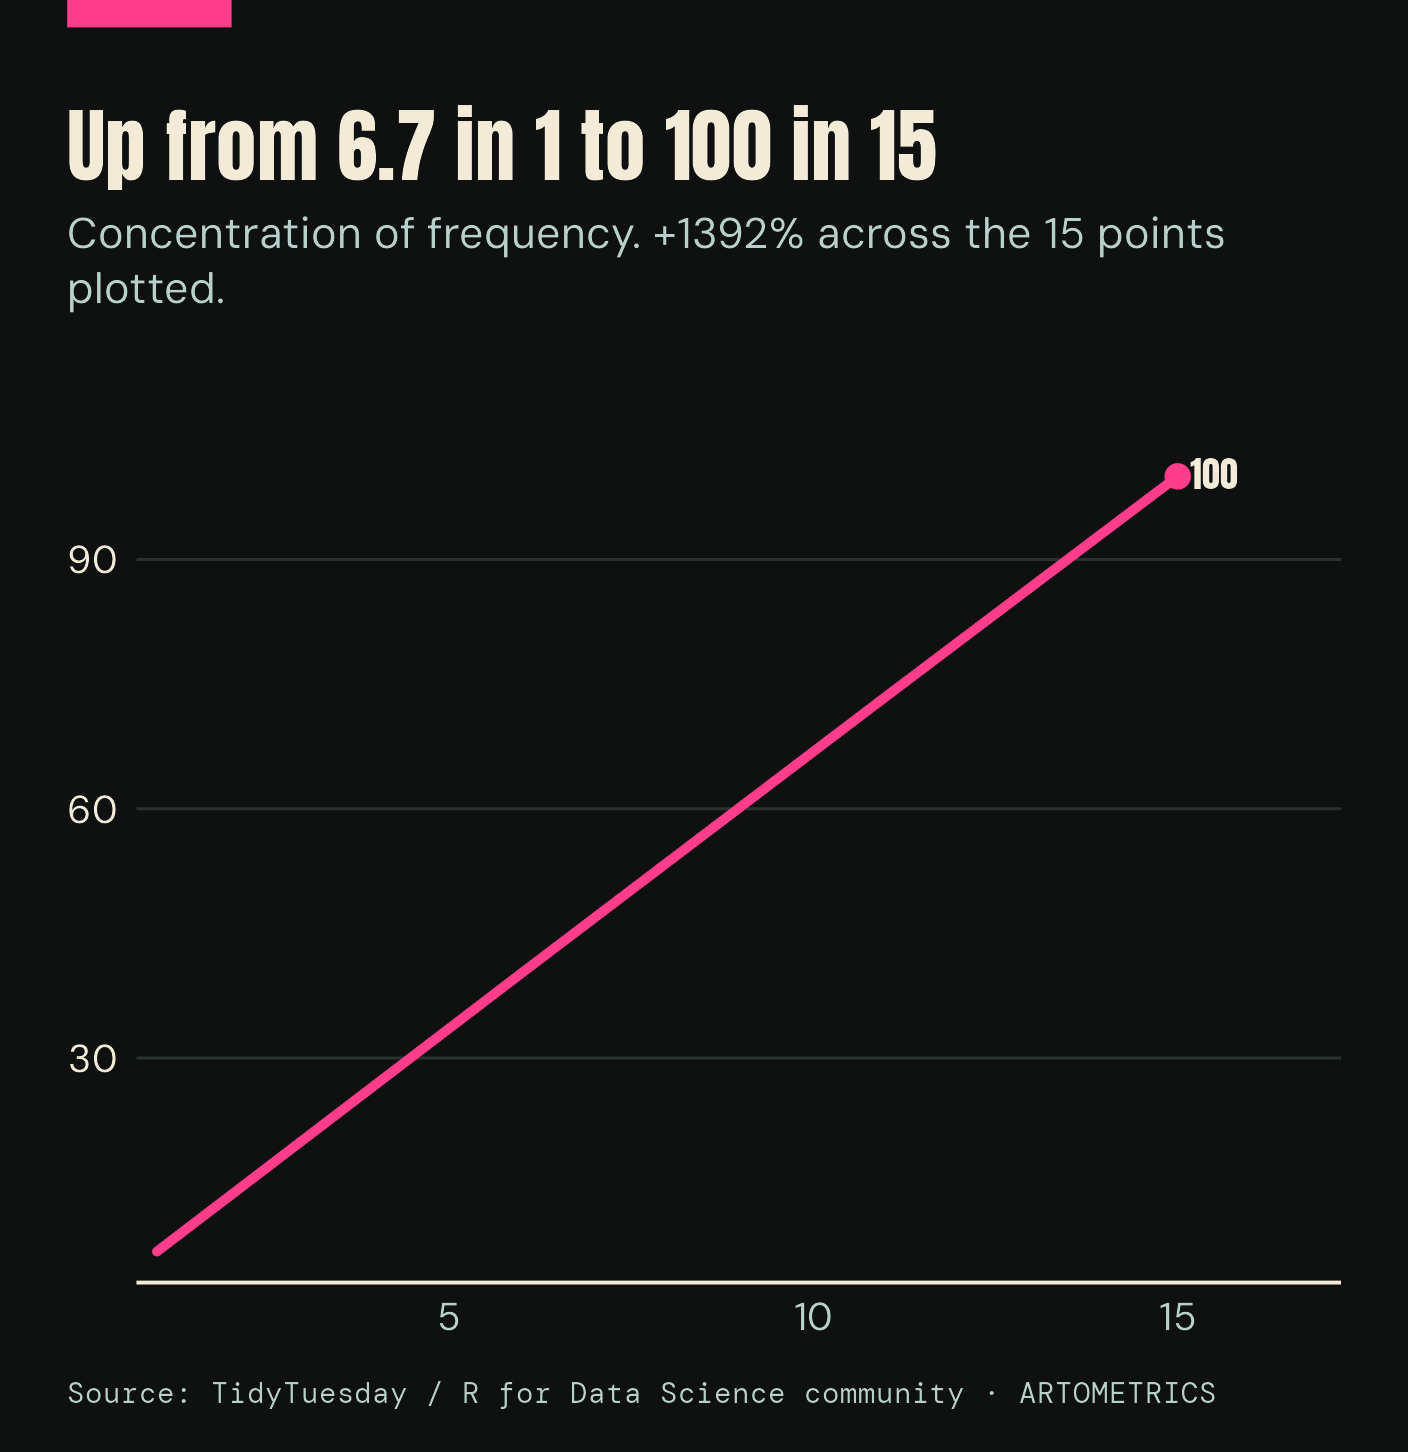 Up from 6.7 in 1 to 100 in 15
Concentration of frequency. +1392% across the 15 points
plotted.
100
90
60
30
5 10 15
Source: TidyTuesday / R for Data Science community · ARTOMETRICS